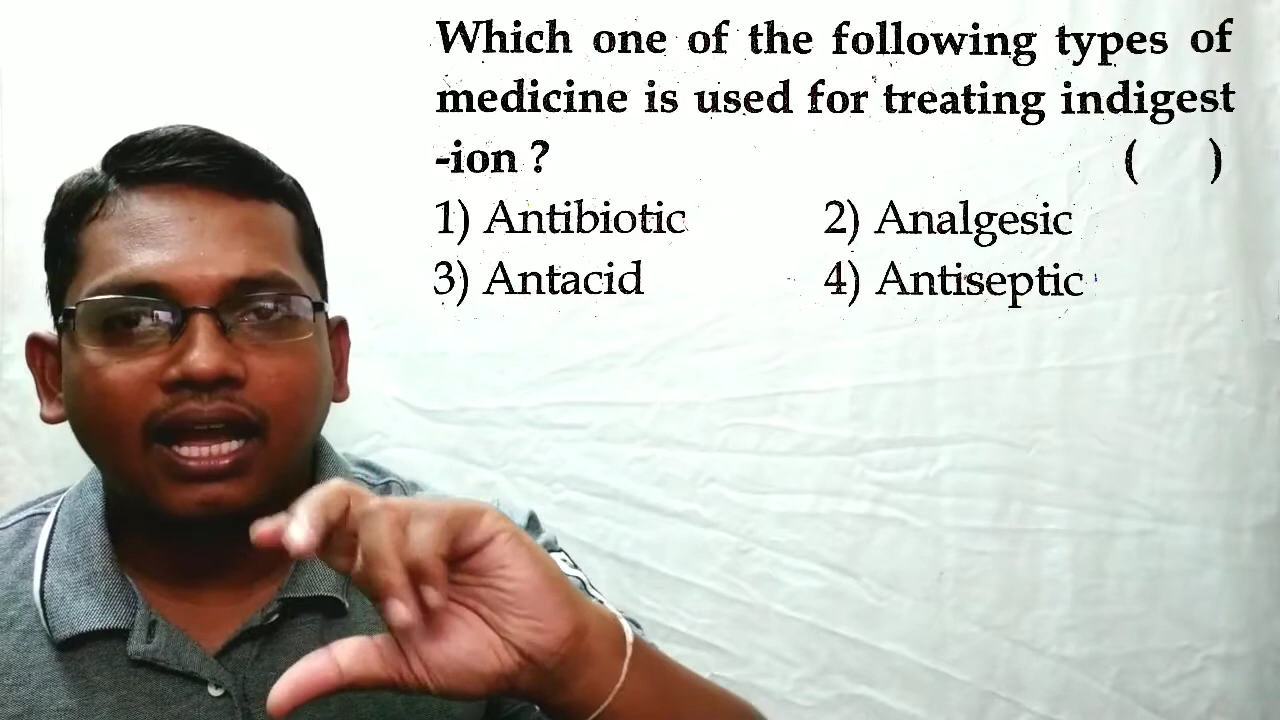 Which one of the following types of
medicine is used for treating indigest
-ion ? ( )
1) Antibiotic 2) Analgesic
3) Antacid 4) Antiseptic